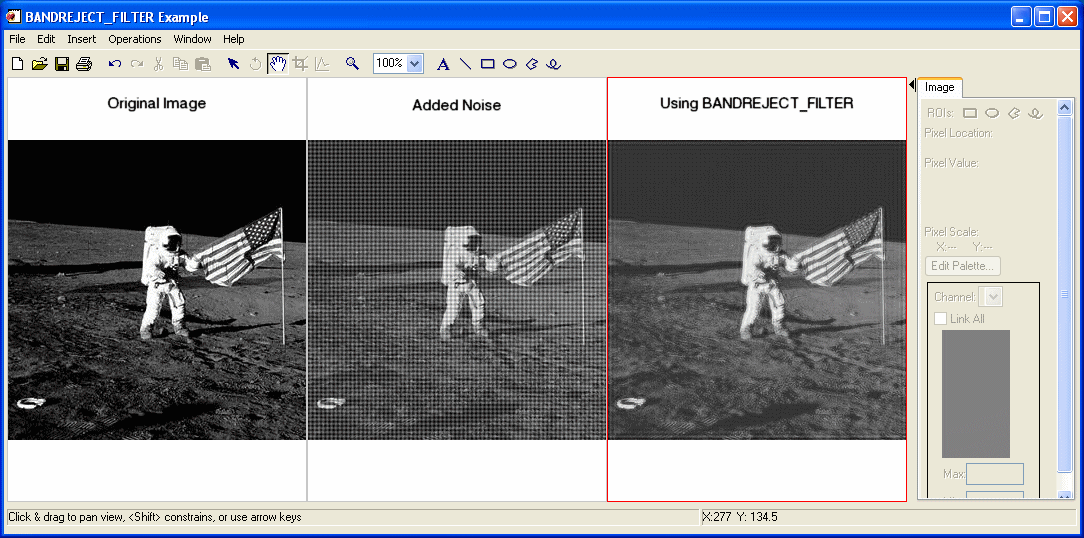 BANDREJECT_FILTER Example
File Edit Insert Operations Window Help
100%
A
Original Image
Added Noise
Using BANDREJECT_FILTER
Image
ROIs:
Pixel Location:
Pixel Value:
Pixel Scale:
X:--- Y:---
Edit Palette...
Channel:
Link All
Max:
Click & drag to pan view, <Shift> constrains, or use arrow keys
X:277 Y: 134.5